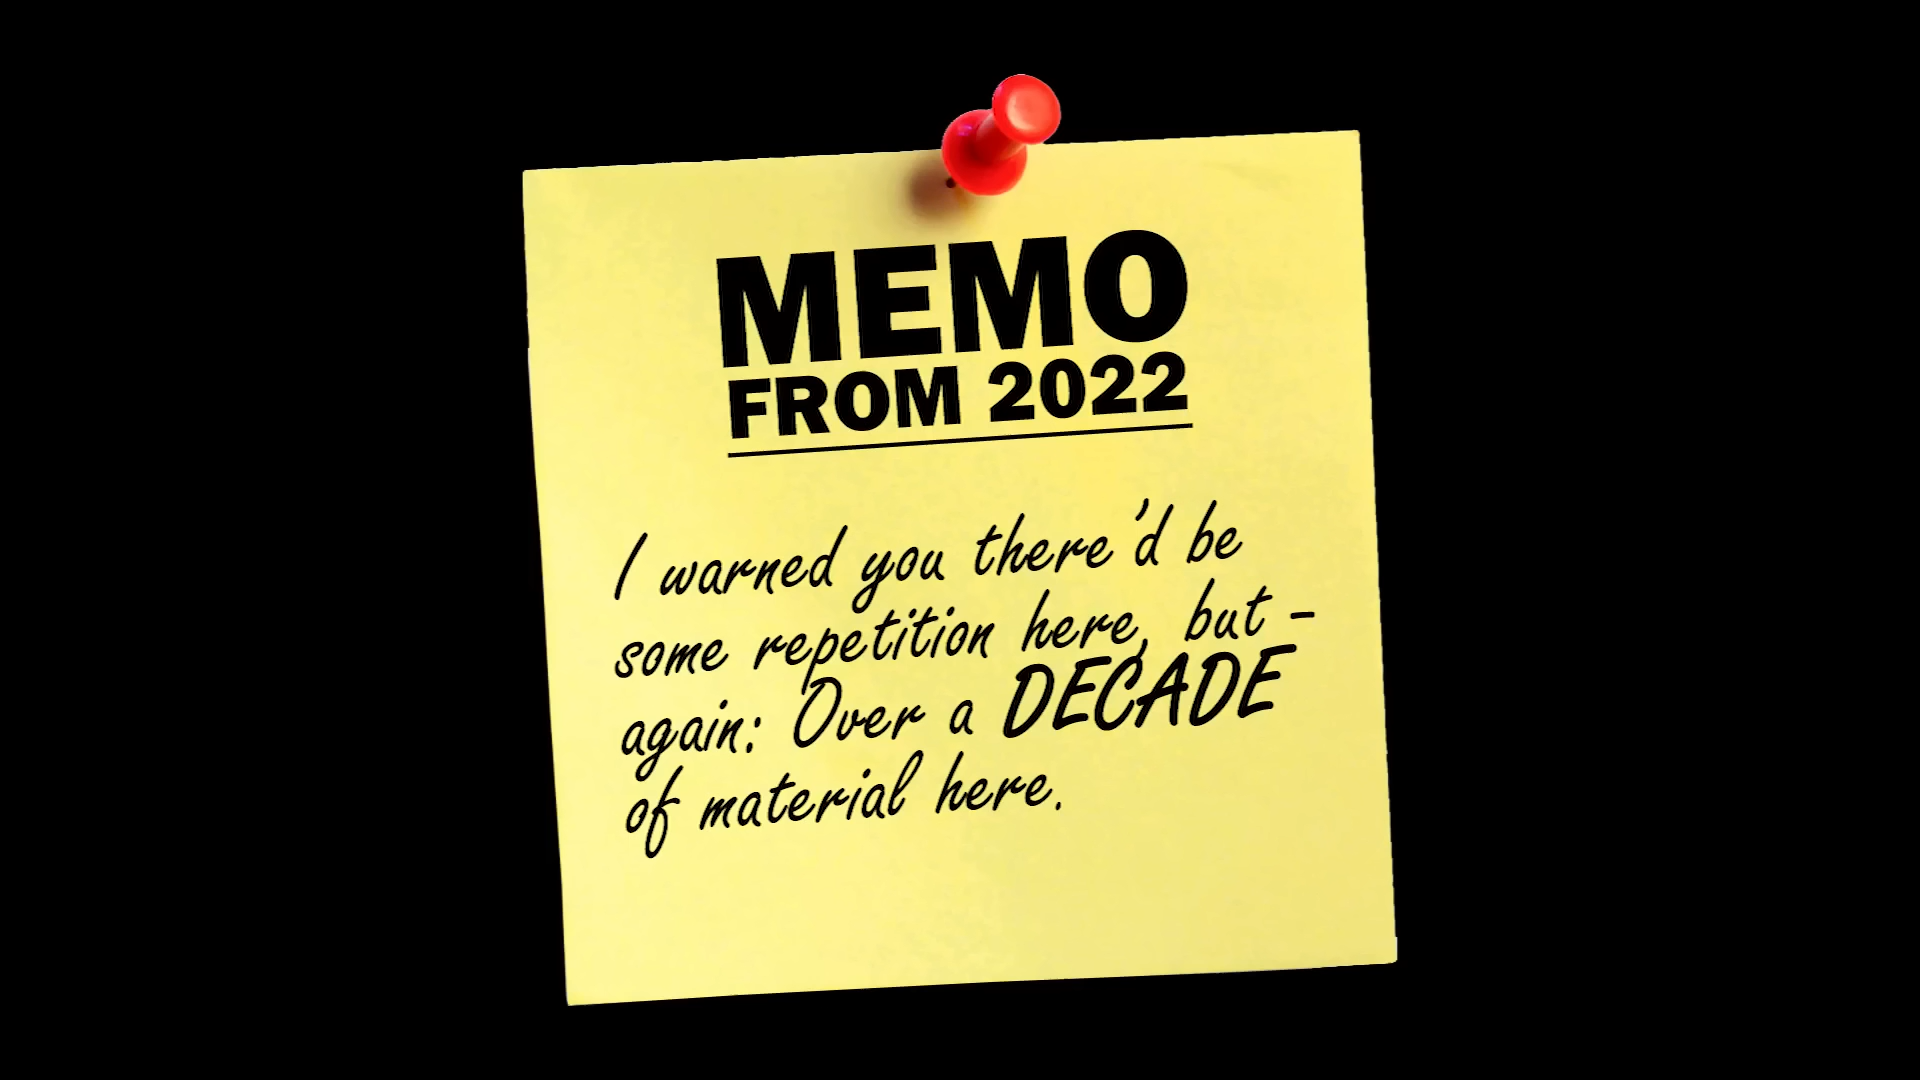 MEMO
FROM 2022
I warned you there'd be
some repetition here, but -
again: Over a DECADE
of material here.